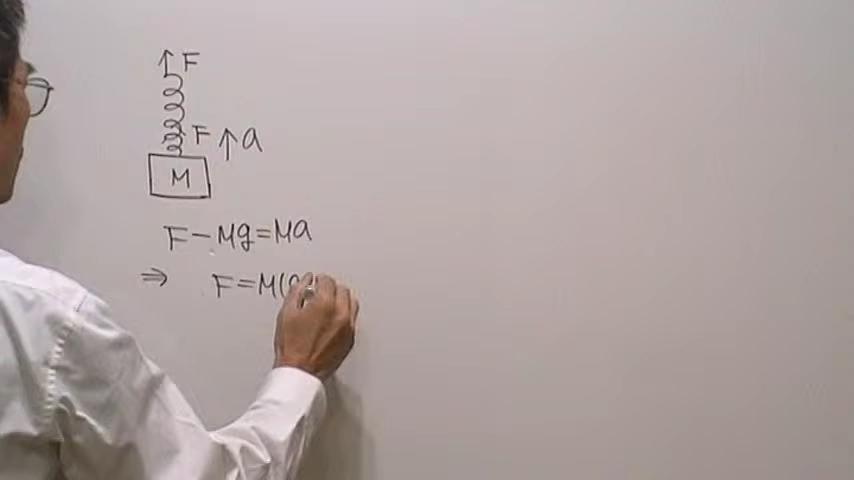 ↑F
F ↑a
M
F-Mg=Ma
⇒ F=M(